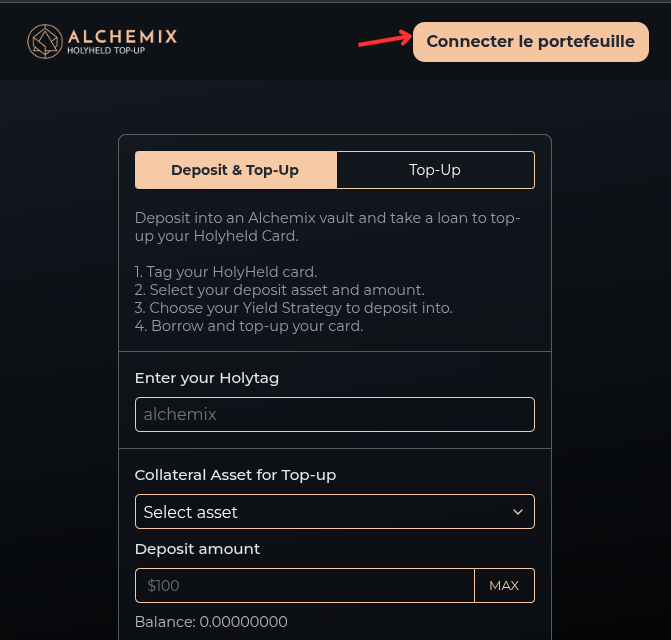 ALCHEMIX
HOLYHELD TOP-UP
Connecter le portefeuille
Deposit & Top-Up
Top-Up
Deposit into an Alchemix vault and take a loan to top-
up your Holyheld Card.
1. Tag your HolyHeld card.
2. Select your deposit asset and amount.
3. Choose your Yield Strategy to deposit into.
4. Borrow and top-up your card.
Enter your Holytag
alchemix
Collateral Asset for Top-up
Select asset
Deposit amount
$100
MAX
Balance: 0.00000000